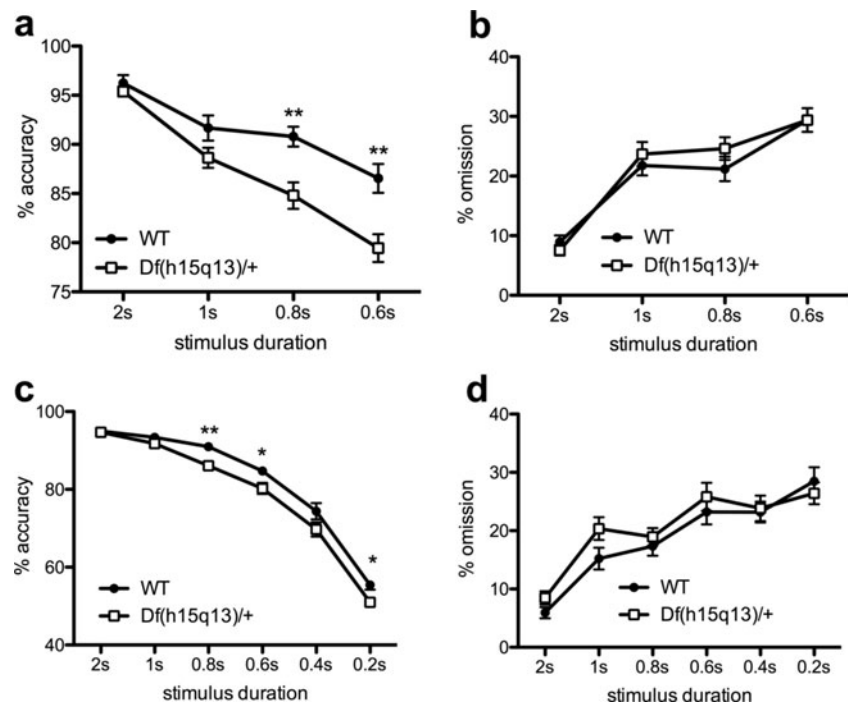 a
100
95
90
85
80
75
% accuracy
**
**
WT
Df(h15q13)/+
2s
1s
0.8s
0.6s
stimulus duration
b
40
30
20
10
0
% omission
WT
Df(h15q13)/+
2s
1s
0.8s
0.6s
stimulus duration
c
100
80
60
40
% accuracy
**
*
*
WT
Df(h15q13)/+
2s
1s
0.8s
0.6s
0.4s
0.2s
stimulus duration
d
40
30
20
10
0
% omission
WT
Df(h15q13)/+
2s
1s
0.8s
0.6s
0.4s
0.2s
stimulus duration